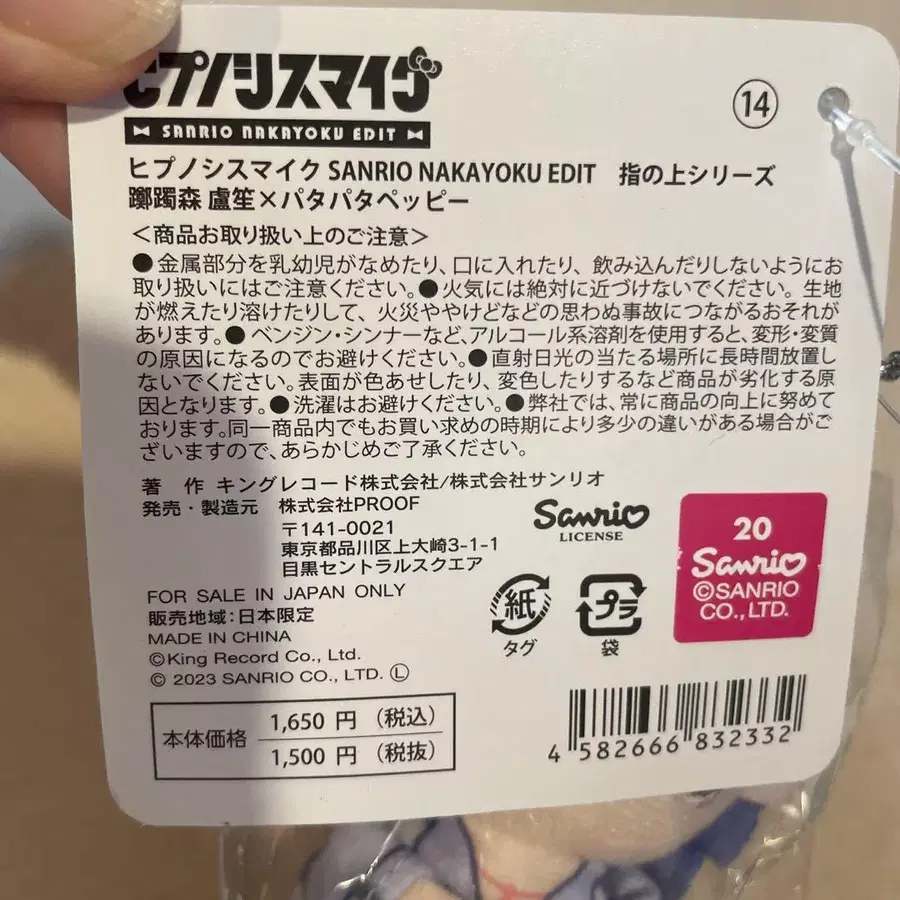 ヒプノシスマイク
SANRIO NAKAYOKU EDIT
⑭
ヒプノシスマイク SANRIO NAKAYOKU EDIT　指の上シリーズ
躑躅森 盧笙×パタパタペッピー
＜商品お取り扱い上のご注意＞
●金属部分を乳幼児がなめたり、口に入れたり、飲み込んだりしないようにお
取り扱いにはご注意ください。●火気には絶対に近づけないでください。生地
が燃えたり溶けたりして、火災ややけどなどの思わぬ事故につながるおそれが
あります。●ベンジン・シンナーなど、アルコール系溶剤を使用すると、変形・変質
の原因になるのでお避けください。●直射日光の当たる場所に長時間放置し
ないでください。表面が色あせしたり、変色したりするなど商品が劣化する原
因となります。●洗濯はお避けください。●弊社では、常に商品の向上に努めて
おります。同一商品内でもお買い求めの時期により多少の違いがある場合がご
ざいますので、あらかじめご了承ください。
著　作 キングレコード株式会社/株式会社サンリオ
発売・製造元　株式会社PROOF
〒141-0021
東京都品川区上大崎3-1-1
目黒セントラルスクエア
Sanrio
LICENSE
20
Sanrio
©SANRIO
CO., LTD.
FOR SALE IN JAPAN ONLY
販売地域:日本限定
MADE IN CHINA
©King Record Co., Ltd.
© 2023 SANRIO CO., LTD. Ⓛ
紙
タグ
プラ
袋
本体価格
1,650 円（税込）
1,500 円（税抜）
4 582666 832332